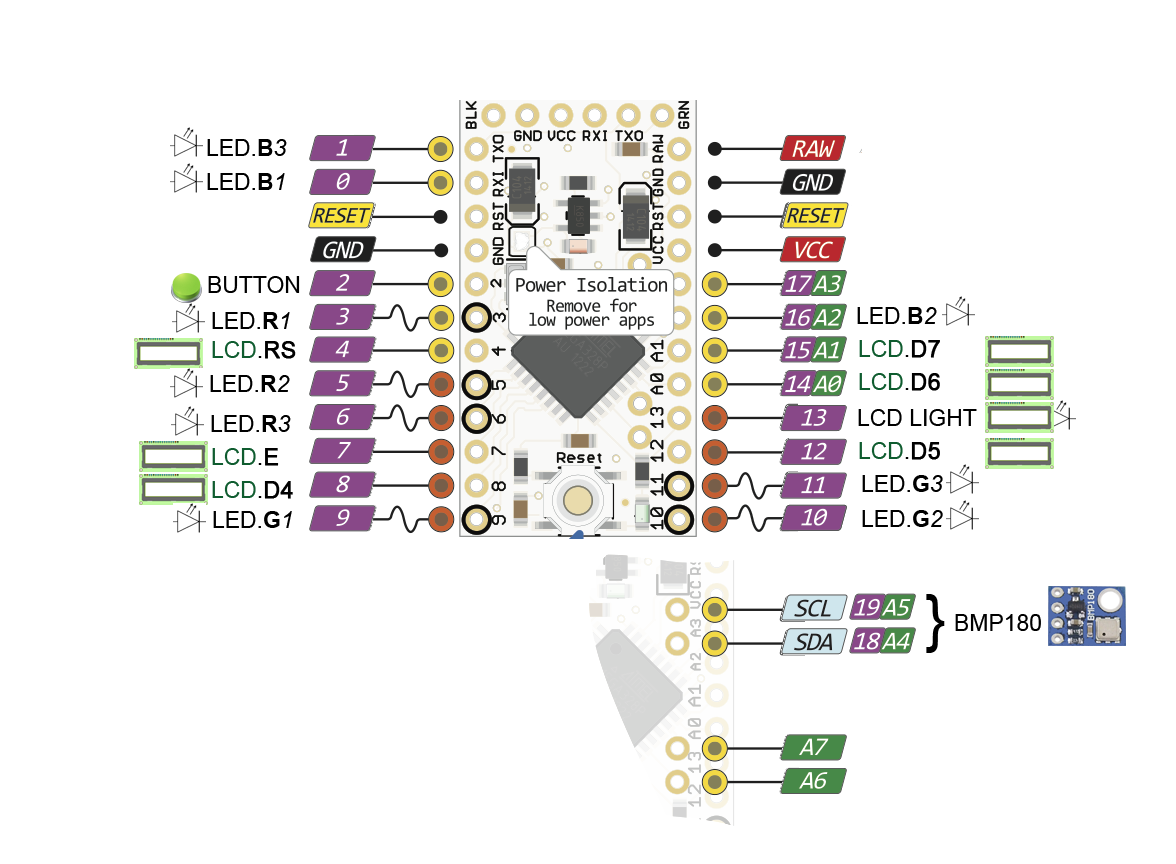 BLK
GRN
GND VCC RXI TXO
LED.B3 1 TXO RAW RAW
LED.B1 0 RXI GND GND
RESET RST RST RESET
GND GND VCC VCC
BUTTON 2 2 17 A3
Power Isolation
Remove for
low power apps
LED.R1 3 3 16 A2 LED.B2
LCD.RS 4 4 A1 15 A1 LCD.D7
LED.R2 5 5 A0 14 A0 LCD.D6
LED.R3 6 6 13 13 LCD LIGHT
LCD.E 7 7 Reset 12 12 LCD.D5
LCD.D4 8 8 11 11 LED.G3
LED.G1 9 9 10 10 LED.G2
VCC RS
SCL 19 A5
SDA 18 A4
} BMP180
BMP180
A3
A2
A1
A0
13 A7
12 A6